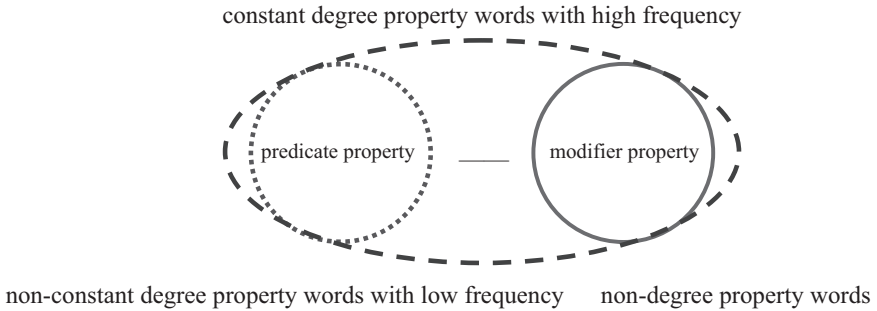 constant degree property words with high frequency
predicate property modifier property
non-constant degree property words with low frequency non-degree property words